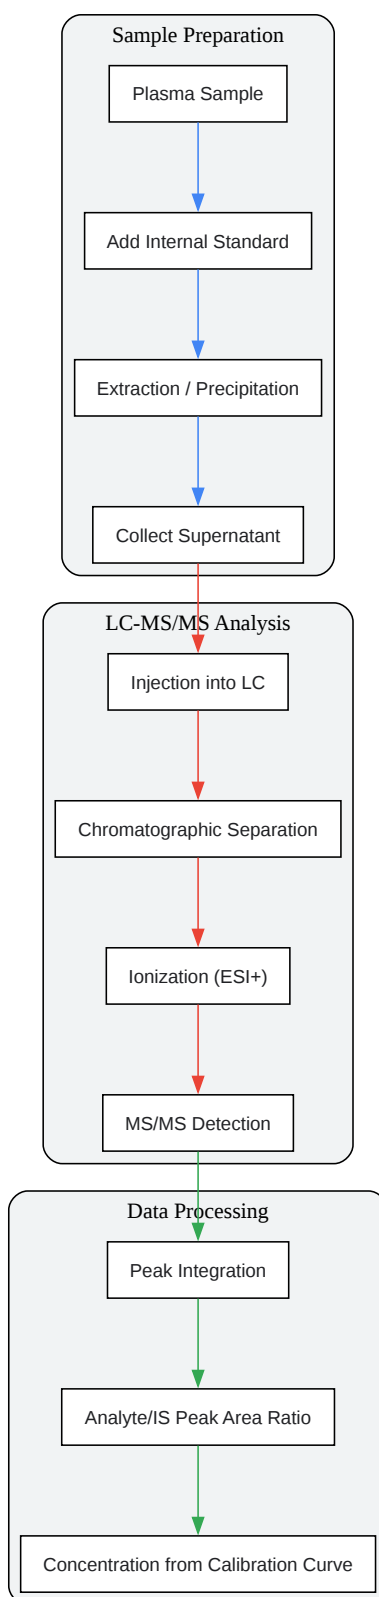 Sample Preparation
Plasma Sample
Add Internal Standard
Extraction / Precipitation
Collect Supernatant
LC-MS/MS Analysis
Injection into LC
Chromatographic Separation
Ionization (ESI+)
MS/MS Detection
Data Processing
Peak Integration
Analyte/IS Peak Area Ratio
Concentration from Calibration Curve